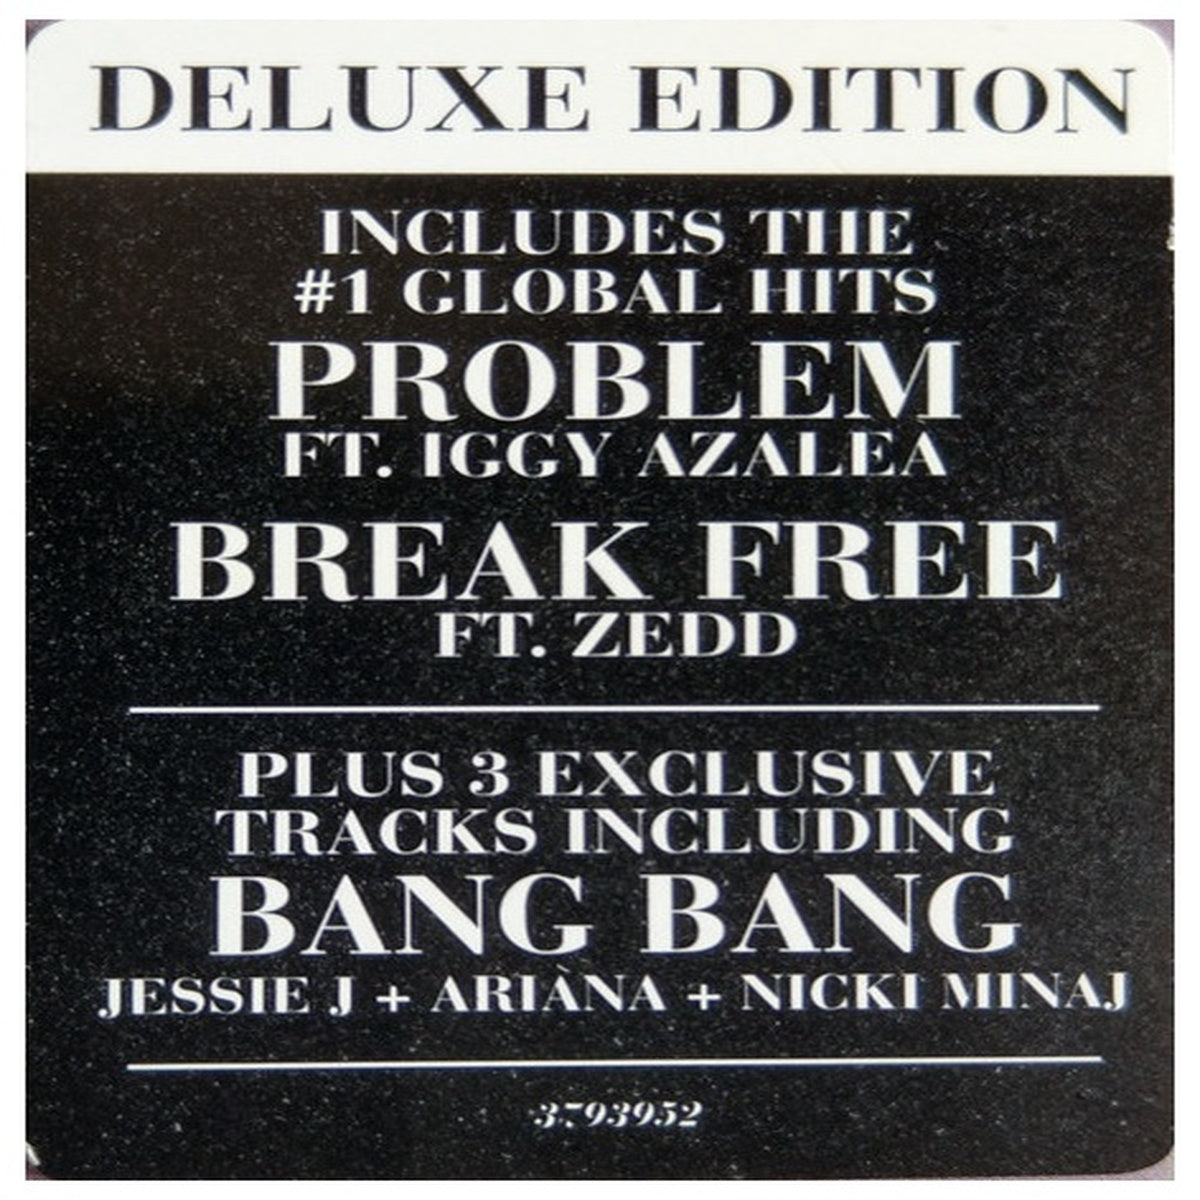 DELUXE EDITION
INCLUDES THE
#1 GLOBAL HITS
PROBLEM
FT. IGGY AZALEA
BREAK FREE
FT. ZEDD
PLUS 3 EXCLUSIVE
TRACKS INCLUDING
BANG BANG
JESSIE J + ARIÀNA + NICKI MINAJ
3793952